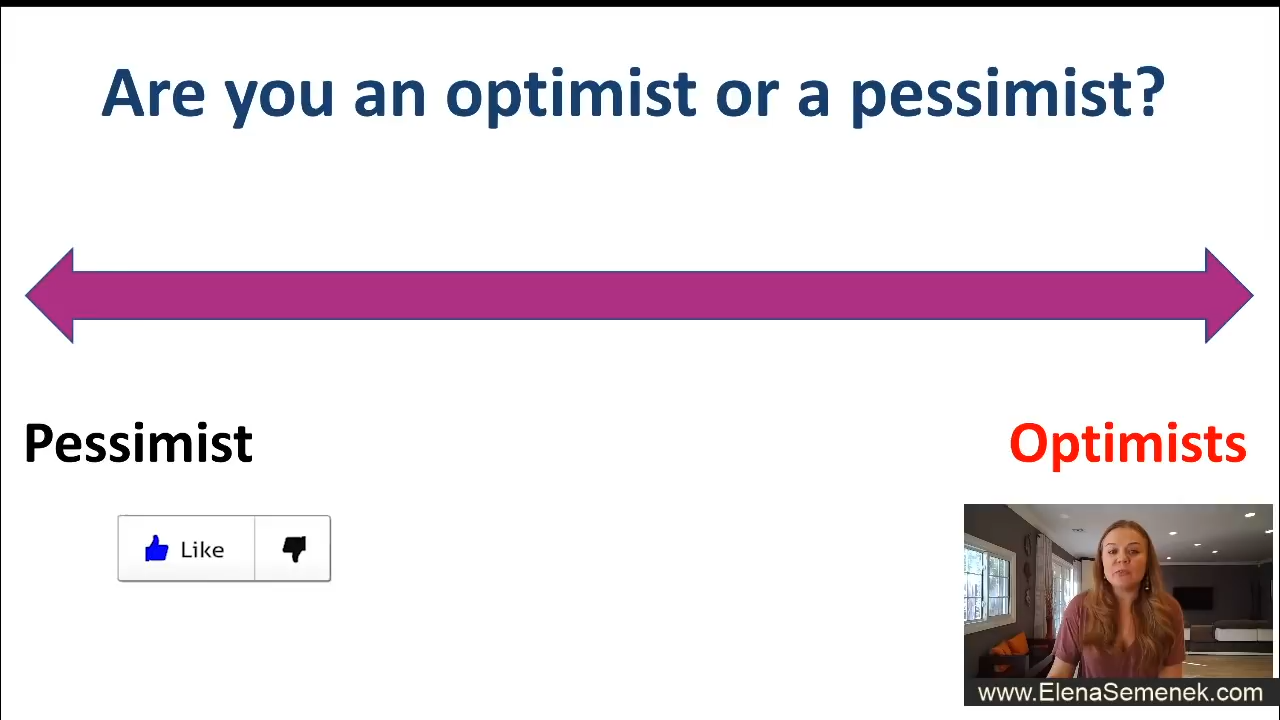 Are you an optimist or a pessimist?
Pessimist
Optimists
Like
www.ElenaSemenek.com